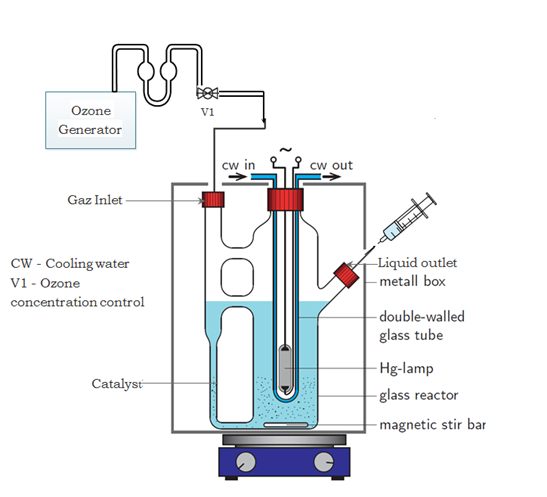 Ozone
Generator
V1
~
cw in
cw out
Gaz Inlet
CW - Cooling water
V1 - Ozone
concentration control
Liquid outlet
metall box
double-walled
glass tube
Hg-lamp
Catalyst
glass reactor
magnetic stir bar